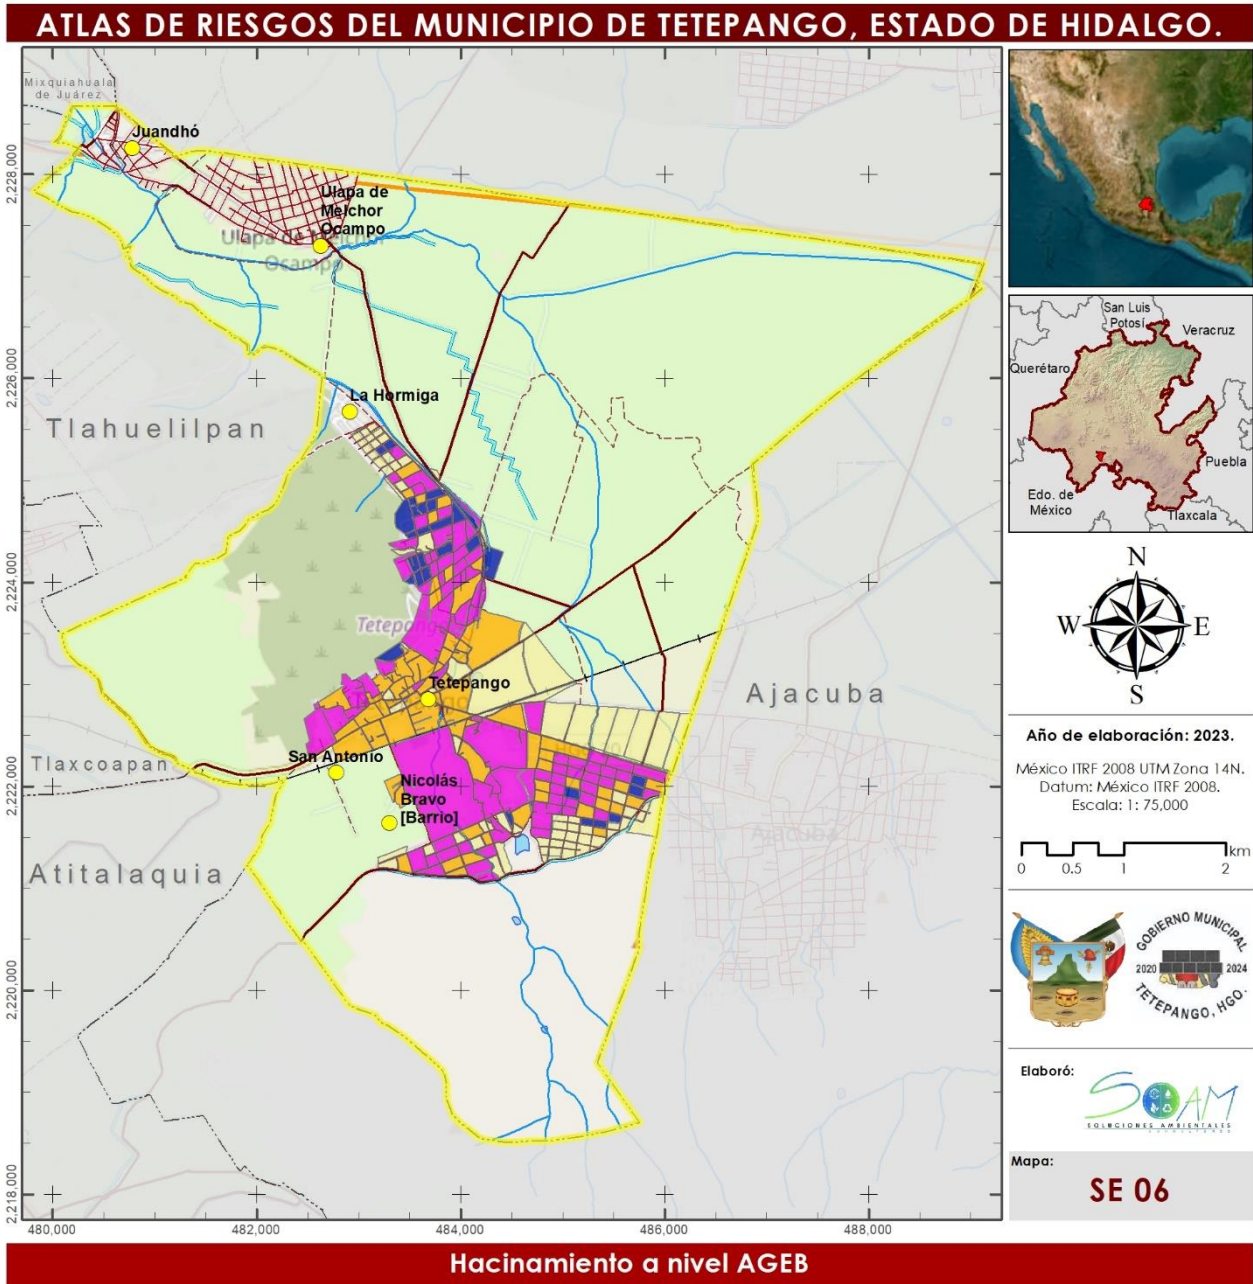 ATLAS DE RIESGOS DEL MUNICIPIO DE TETEPANGO, ESTADO DE HIDALGO.
Mixquiahuala
de Juárez
Juandhó
Ulapa de
Melchor
Ocampo
Ulapa de Melchor
Ocampo
La Hormiga
Tlahuelilpan
Tetepango
Tetepango
Ajacuba
San Antonio
Tlaxcoapan
Nicolás
Bravo
[Barrio]
Ajacuba
Atitalaquia
2,228,000
2,226,000
2,224,000
2,222,000
2,220,000
2,218,000
480,000
482,000
484,000
486,000
488,000
San Luis
Potosí
Veracruz
Querétaro
Puebla
Edo. de
México
Tlaxcala
N
W
E
S
Año de elaboración: 2023.
México ITRF 2008 UTM Zona 14N.
Datum: México ITRF 2008.
Escala: 1: 75,000
km
0 0.5 1 2
GOBIERNO MUNICIPAL
2020 2024
TETEPANGO, HGO.
Elaboró:
SOAM
SOLUCIONES AMBIENTALES
Mapa:
SE 06
Hacinamiento a nivel AGEB